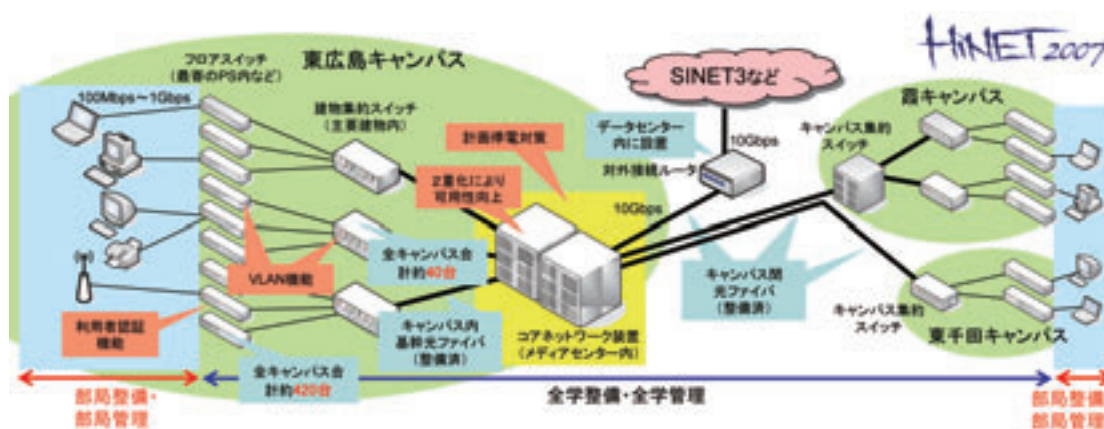 HiNET 2007
東広島キャンパス
フロアスイッチ
(最寄のPS内など)
100Mbps〜1Gbps
建物集約スイッチ
(主要建物内)
計画停電対策
2重化により
可用性向上
SINET3など
データセンター
内に設置
10Gbps
対外接続ルータ
10Gbps
霞キャンパス
キャンパス集約
スイッチ
VLAN機能
全キャンパス合
計約40台
利用者認証
機能
キャンパス内
基幹光ファイバ
(整備済)
コアネットワーク装置
(メディアセンター内)
キャンパス間
光ファイバ
(整備済)
キャンパス集約
スイッチ
東千田キャンパス
全キャンパス合
計約420台
部局整備・
部局管理
全学整備・全学管理
部局整備
部局管理